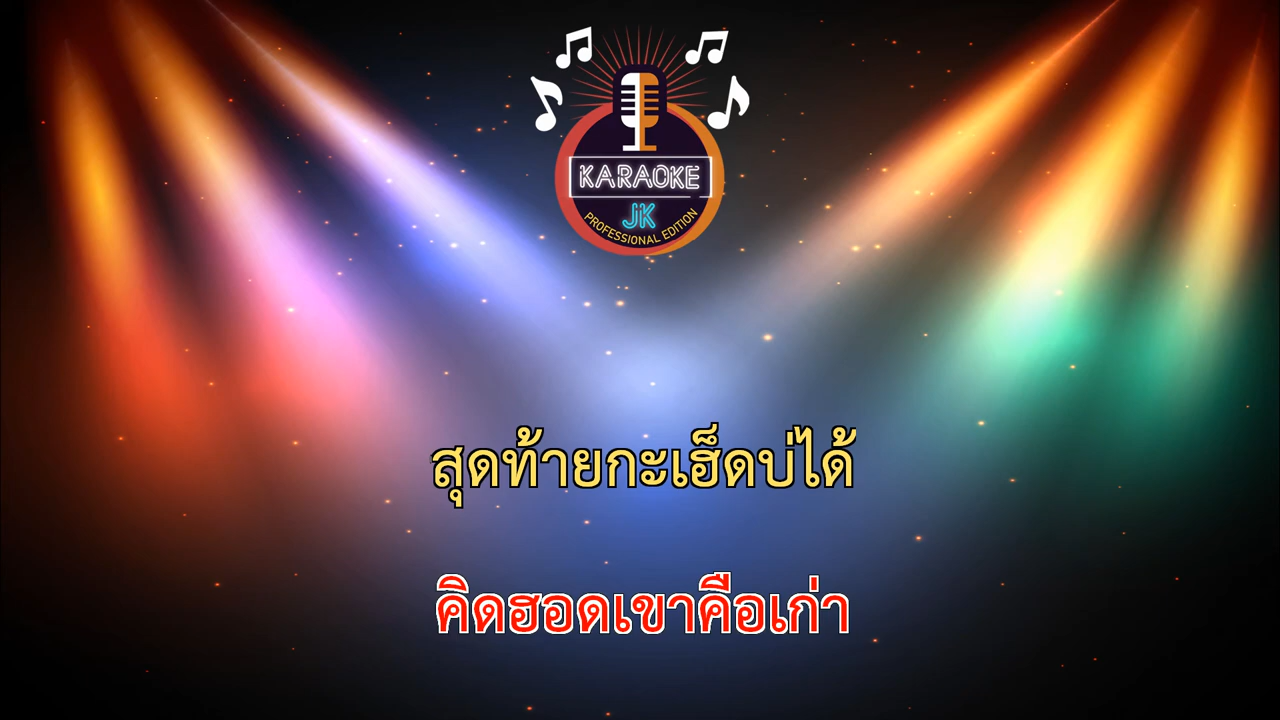 KARAOKE
JK
PROFESSIONAL EDITION
สุดท้ายกะเฮ็ดบ่ได้
คิดฮอดเขาคือเก่า